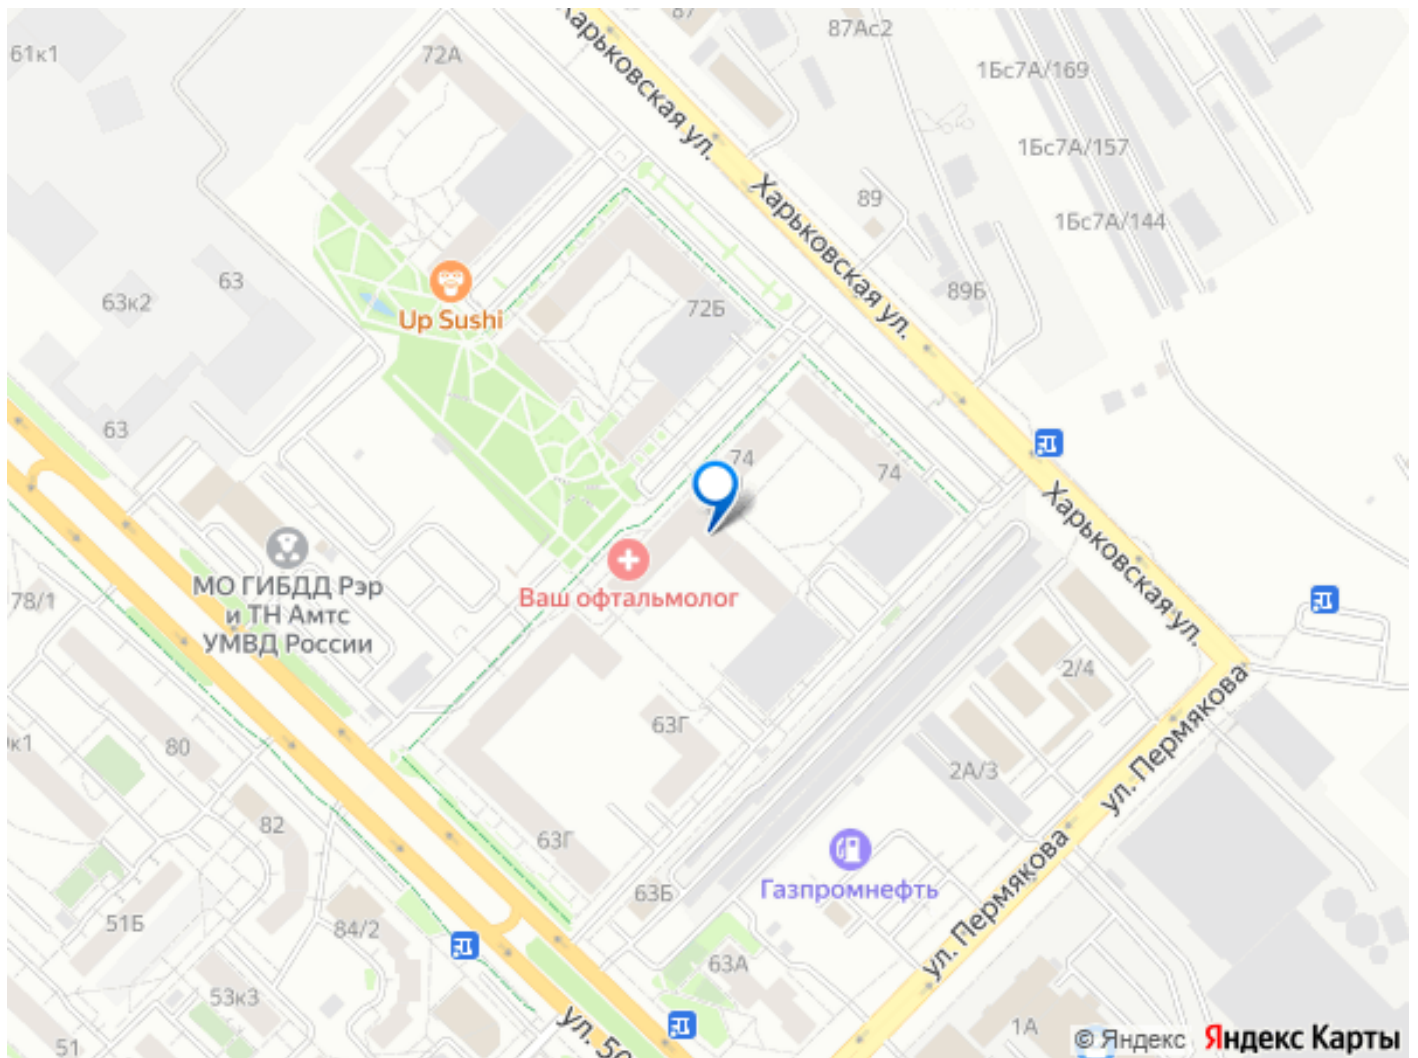 61к1
72А
87
87Ас2
1Бс7А/169
Харьковская ул.
1Бс7А/157
89
Харьковская ул.
1Бс7А/144
63
63к2
89Б
72Б
Up Sushi
63
74
74
Харьковская ул.
МО ГИБДД Рэр
и ТН Амтс
УМВД России
Ваш офтальмолог
78/1
2/4
63Г
80
2А/3
ул. Пермякова
82
63Г
63Б
Газпромнефть
51Б
84/2
ул. Пермякова
63А
53к3
ул. 50
51
1А
© Яндекс
Яндекс Карты